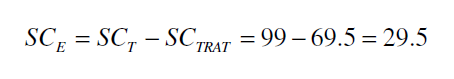 SC_E = SC_T − SC_TRAT = 99 − 69.5 = 29.5